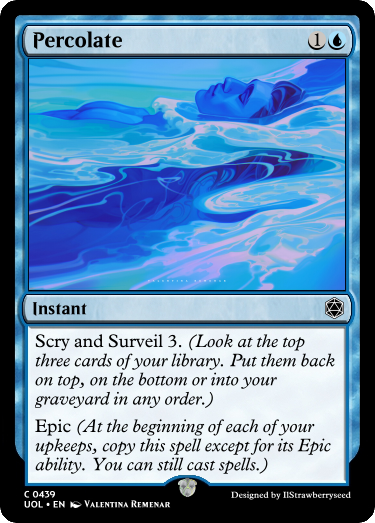 Percolate
1
Instant
Scry and Surveil 3. (Look at the top
three cards of your library. Put them back
on top, on the bottom or into your
graveyard in any order.)
Epic (At the beginning of each of your
upkeeps, copy this spell except for its Epic
ability. You can still cast spells.)
C 0439
UOL • EN Valentina Remenar
Designed by IlStrawberryseed